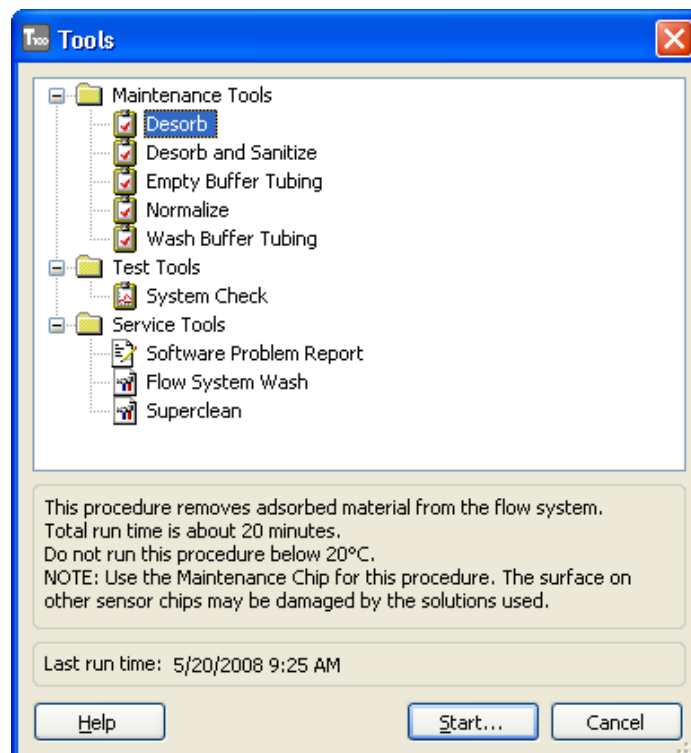 T100 Tools
Maintenance Tools
Desorb
Desorb and Sanitize
Empty Buffer Tubing
Normalize
Wash Buffer Tubing
Test Tools
System Check
Service Tools
Software Problem Report
Flow System Wash
Superclean
This procedure removes adsorbed material from the flow system.
Total run time is about 20 minutes.
Do not run this procedure below 20°C.
NOTE: Use the Maintenance Chip for this procedure. The surface on
other sensor chips may be damaged by the solutions used.
Last run time: 5/20/2008 9:25 AM
Help Start... Cancel